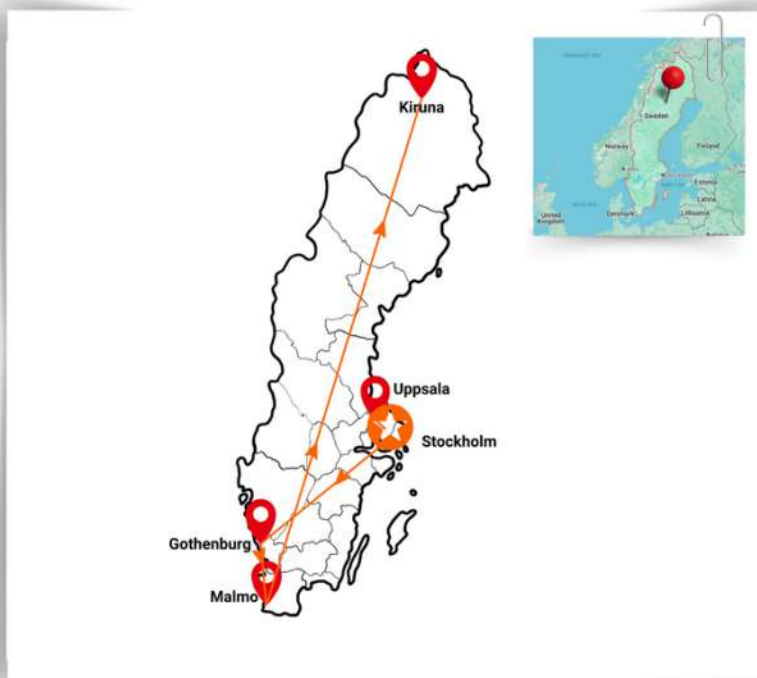 Kiruna
Uppsala
Stockholm
Gothenburg
Malmo
Sweden
Norway
Finland
Estonia
Latvia
Lithuania
Denmark
United
Kingdom